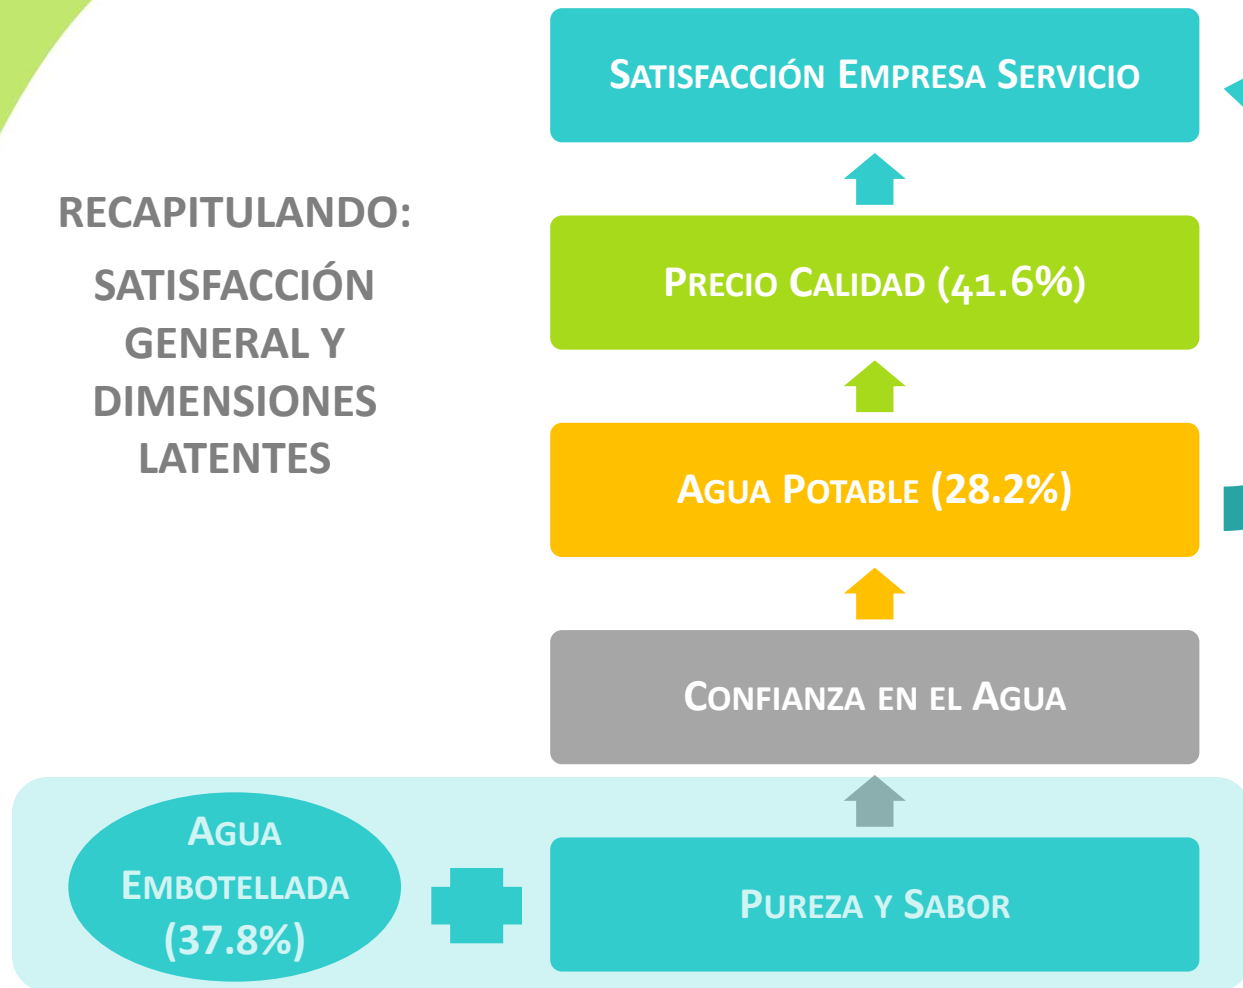 RECAPITULANDO:
SATISFACCIÓN
GENERAL Y
DIMENSIONES
LATENTES
SATISFACCIÓN EMPRESA SERVICIO
PRECIO CALIDAD (41.6%)
AGUA POTABLE (28.2%)
CONFIANZA EN EL AGUA
AGUA
EMBOTELLADA
(37.8%)
PUREZA Y SABOR